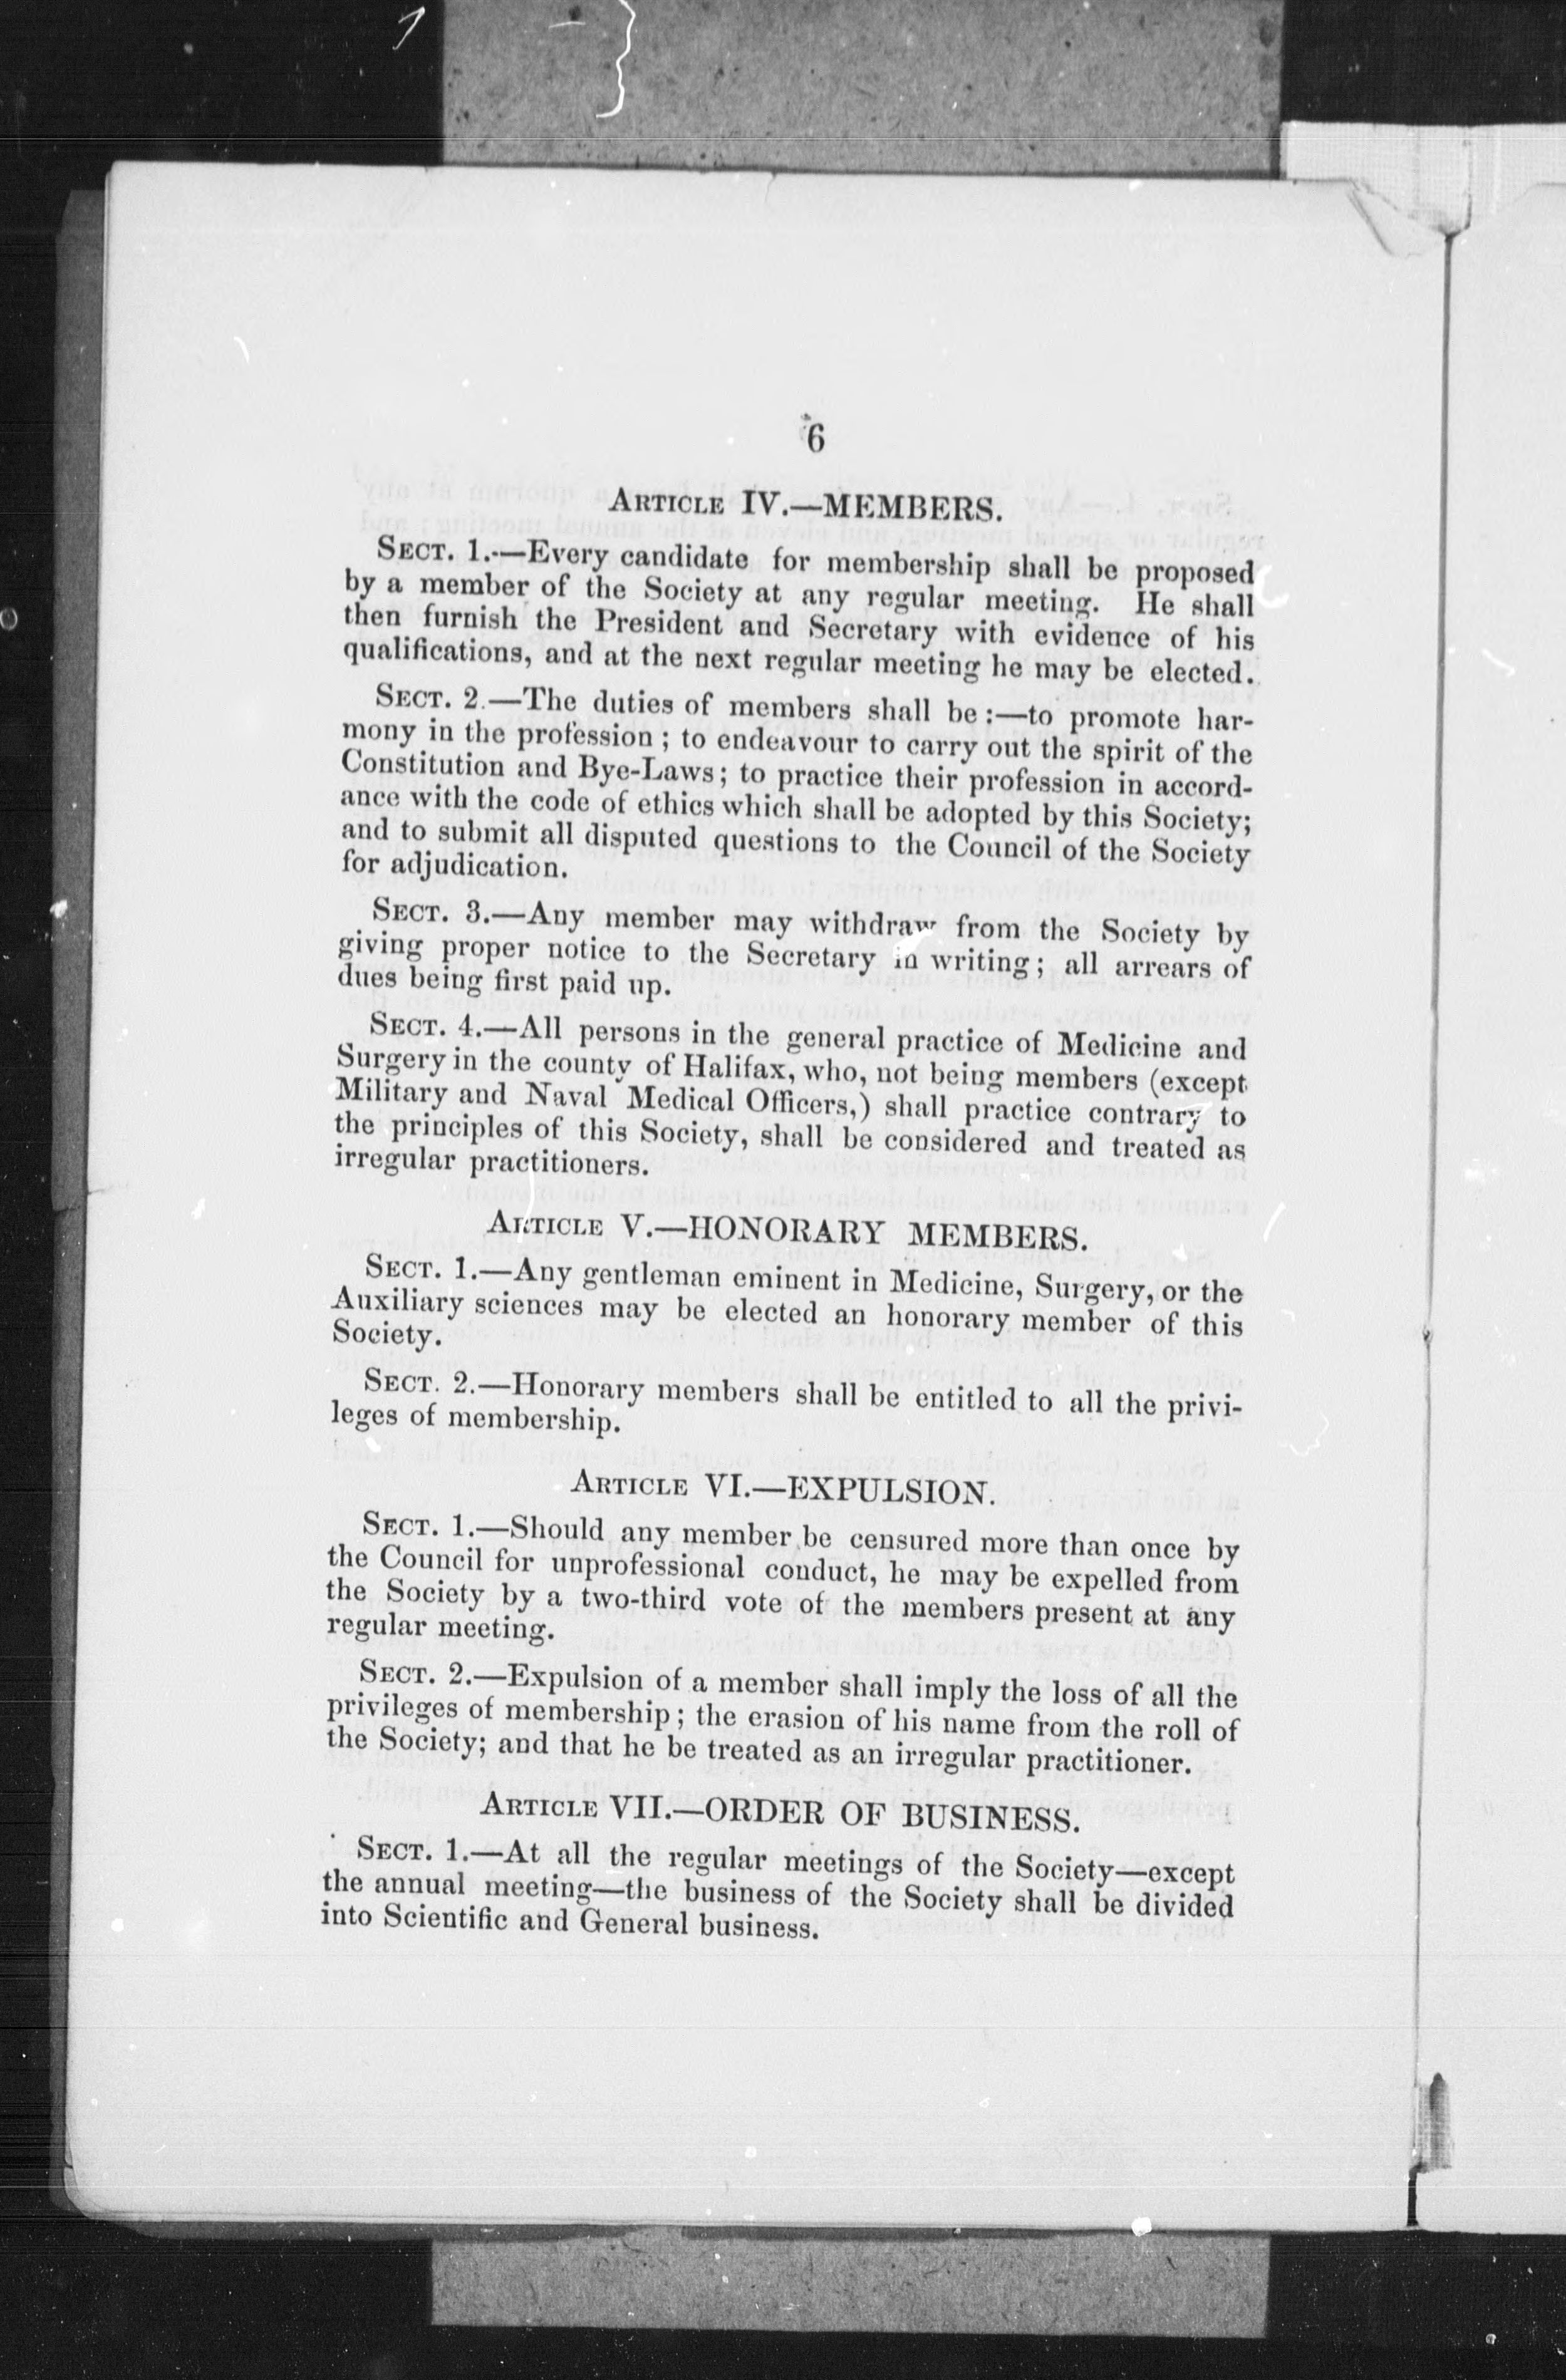 6
ARTICLE IV.—MEMBERS.
SECT. 1.—Every candidate for membership shall be proposed
by a member of the Society at any regular meeting. He shall
then furnish the President and Secretary with evidence of his
qualifications, and at the next regular meeting he may be elected.
SECT. 2.—The duties of members shall be :—to promote har-
mony in the profession ; to endeavour to carry out the spirit of the
Constitution and Bye-Laws; to practice their profession in accord-
ance with the code of ethics which shall be adopted by this Society;
and to submit all disputed questions to the Council of the Society
for adjudication.
SECT. 3.—Any member may withdraw from the Society by
giving proper notice to the Secretary in writing; all arrears of
dues being first paid up.
SECT. 4.—All persons in the general practice of Medicine and
Surgery in the county of Halifax, who, not being members (except
Military and Naval Medical Officers,) shall practice contrary to
the principles of this Society, shall be considered and treated as
irregular practitioners.
ARTICLE V.—HONORARY MEMBERS.
SECT. 1.—Any gentleman eminent in Medicine, Surgery, or the
Auxiliary sciences may be elected an honorary member of this
Society.
SECT. 2.—Honorary members shall be entitled to all the privi-
leges of membership.
ARTICLE VI.—EXPULSION.
SECT. 1.—Should any member be censured more than once by
the Council for unprofessional conduct, he may be expelled from
the Society by a two-third vote of the members present at any
regular meeting.
SECT. 2.—Expulsion of a member shall imply the loss of all the
privileges of membership ; the erasion of his name from the roll of
the Society; and that he be treated as an irregular practitioner.
ARTICLE VII.—ORDER OF BUSINESS.
SECT. 1.—At all the regular meetings of the Society—except
the annual meeting—the business of the Society shall be divided
into Scientific and General business.